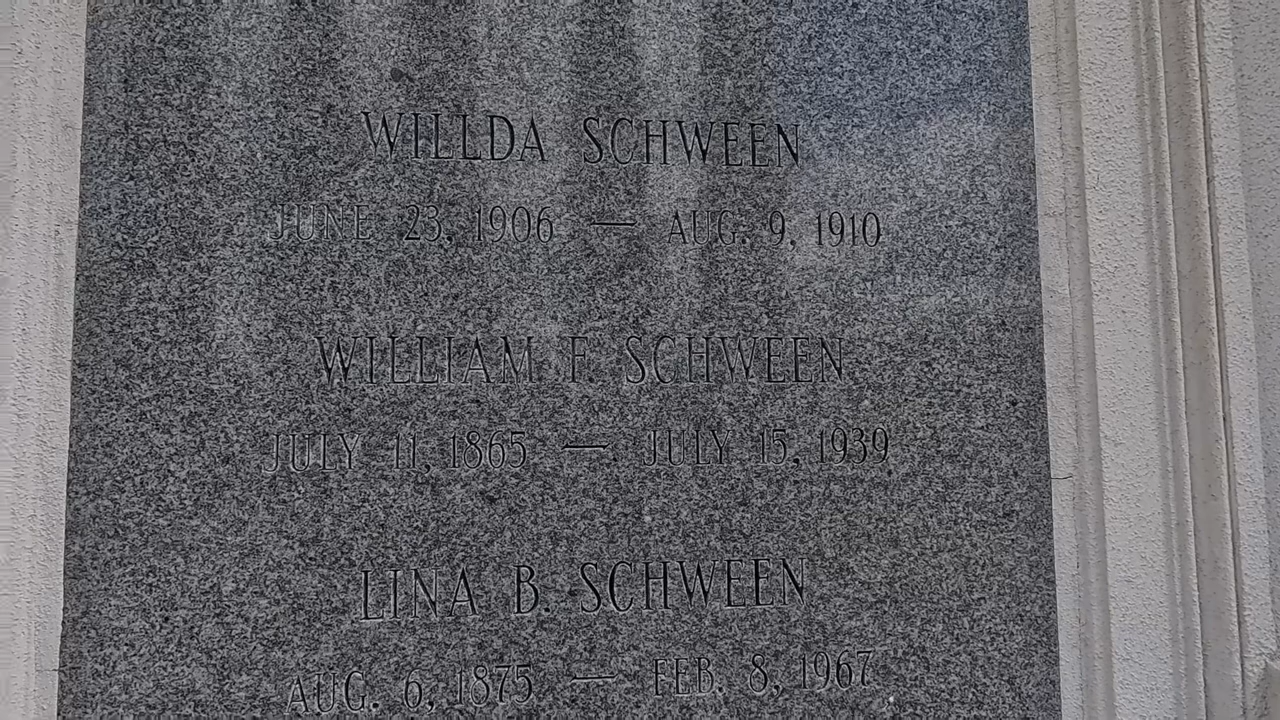 WILLDA SCHWEEN
JUNE 23, 1906 — AUG. 9, 1910
WILLIAM F. SCHWEEN
JULY 11, 1865 — JULY 15, 1939
LINA B. SCHWEEN
AUG. 6, 1875 — FEB. 8, 1967